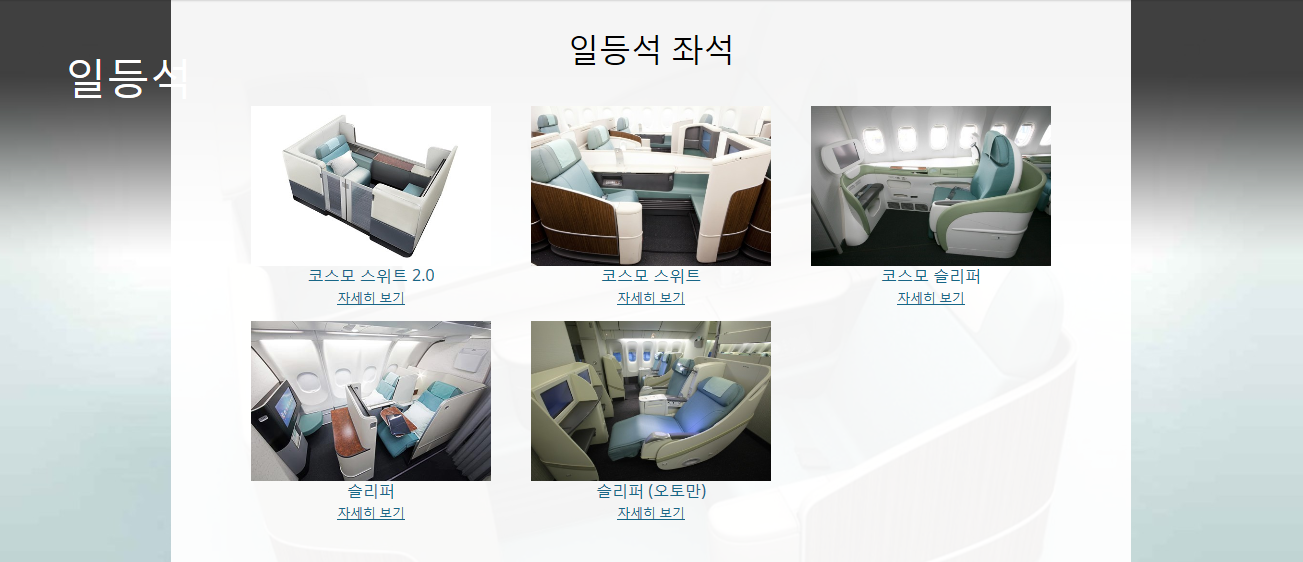 일등석 좌석
일등석
코스모 스위트 2.0
자세히 보기
코스모 스위트
자세히 보기
코스모 슬리퍼
자세히 보기
슬리퍼
자세히 보기
슬리퍼 (오토만)
자세히 보기